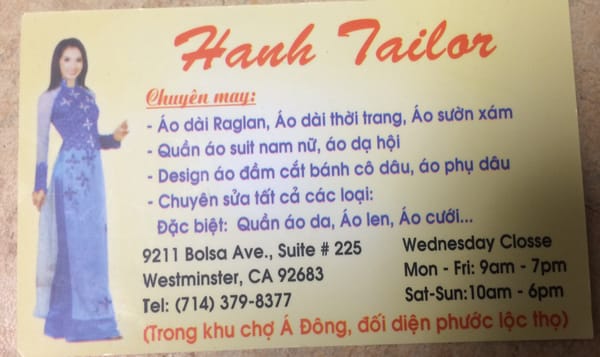 Hanh Tailor
Chuyên may:
- Áo dài Raglan, Áo dài thời trang, Áo sườn xám
- Quần áo suit nam nữ, áo dạ hội
- Design áo đầm cắt bánh cô dâu, áo phụ dâu
- Chuyên sửa tất cả các loại:
Đặc biệt: Quần áo da, Áo len, Áo cưới...
9211 Bolsa Ave., Suite # 225
Westminster, CA 92683
Tel: (714) 379-8377
Wednesday Closse
Mon - Fri: 9am - 7pm
Sat-Sun:10am - 6pm
(Trong khu chợ Á Đông, đối diện phước lộc thọ)